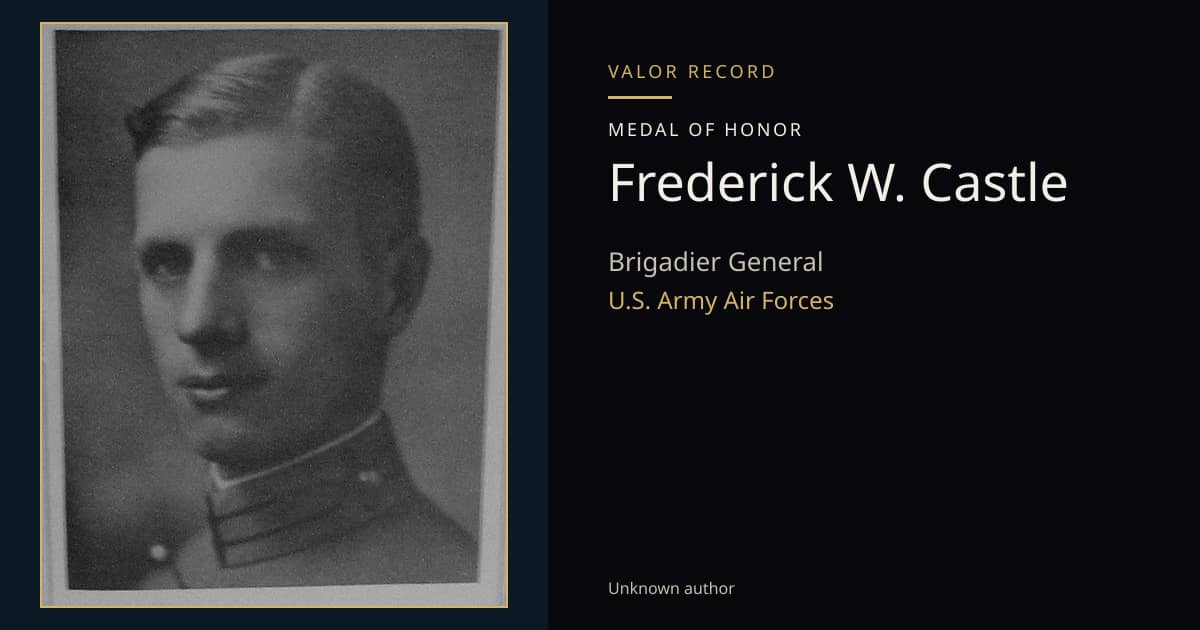 VALOR RECORD
MEDAL OF HONOR
Frederick W. Castle
Brigadier General
U.S. Army Air Forces
Unknown author